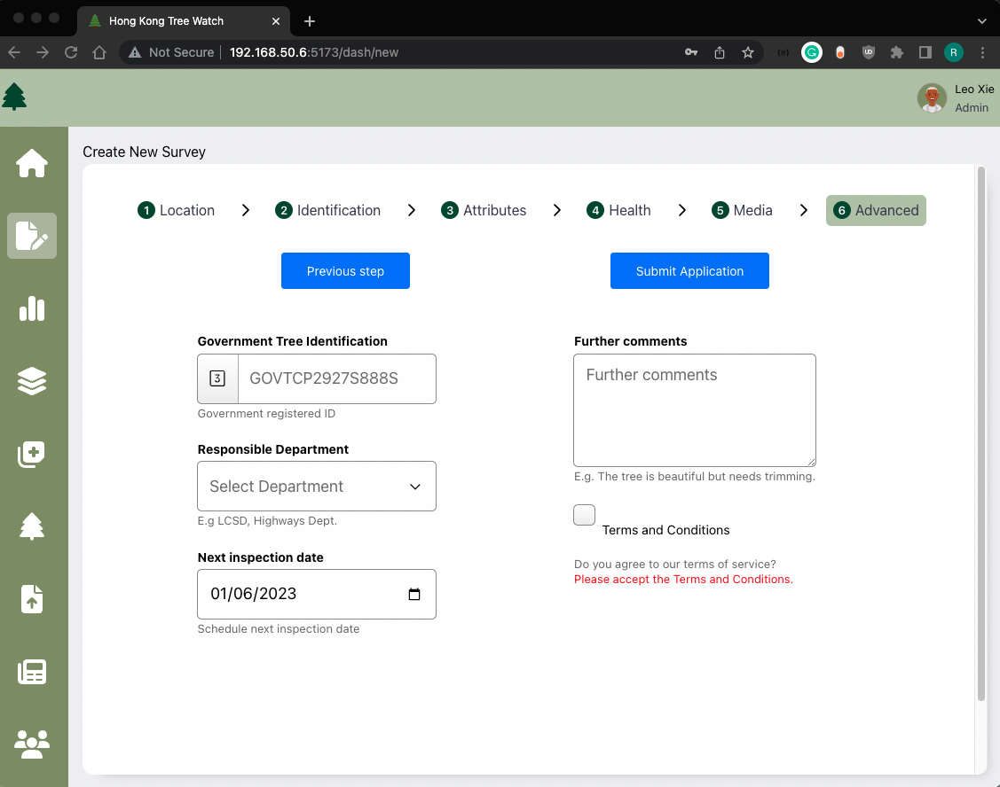 Hong Kong Tree Watch
Not Secure 192.168.50.6:5173/dash/new
R
Leo Xie
Admin
Create New Survey
1 Location 2 Identification 3 Attributes 4 Health 5 Media 6 Advanced
Previous step Submit Application
Government Tree Identification
3 GOVTCP2927S888S
Government registered ID
Responsible Department
Select Department
E.g LCSD, Highways Dept.
Next inspection date
01/06/2023
Schedule next inspection date
Further comments
Further comments
E.g. The tree is beautiful but needs trimming.
Terms and Conditions
Do you agree to our terms of service?
Please accept the Terms and Conditions.